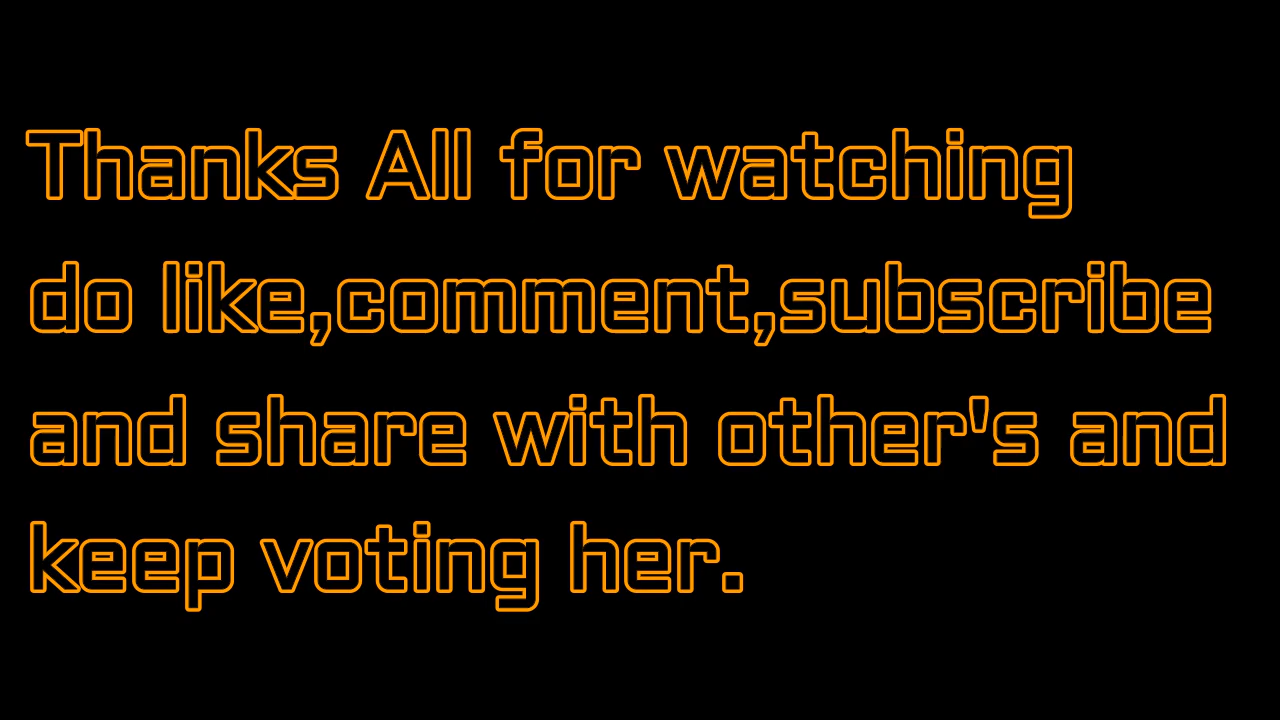 Thanks All for watching
do like,comment,subscribe
and share with other's and
keep voting her.